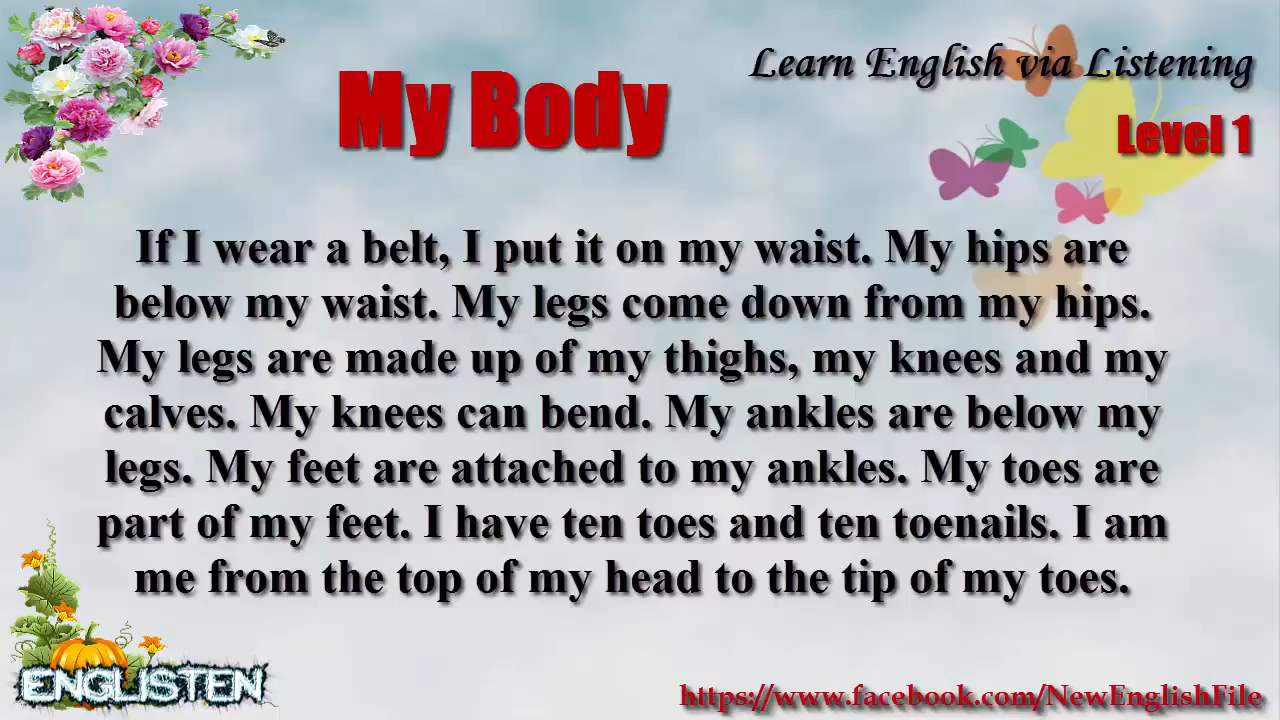 Learn English via Listening
My Body
Level 1
If I wear a belt, I put it on my waist. My hips are
below my waist. My legs come down from my hips.
My legs are made up of my thighs, my knees and my
calves. My knees can bend. My ankles are below my
legs. My feet are attached to my ankles. My toes are
part of my feet. I have ten toes and ten toenails. I am
me from the top of my head to the tip of my toes.
ENGLISTEN
https://www.facebook.com/NewEnglishFile